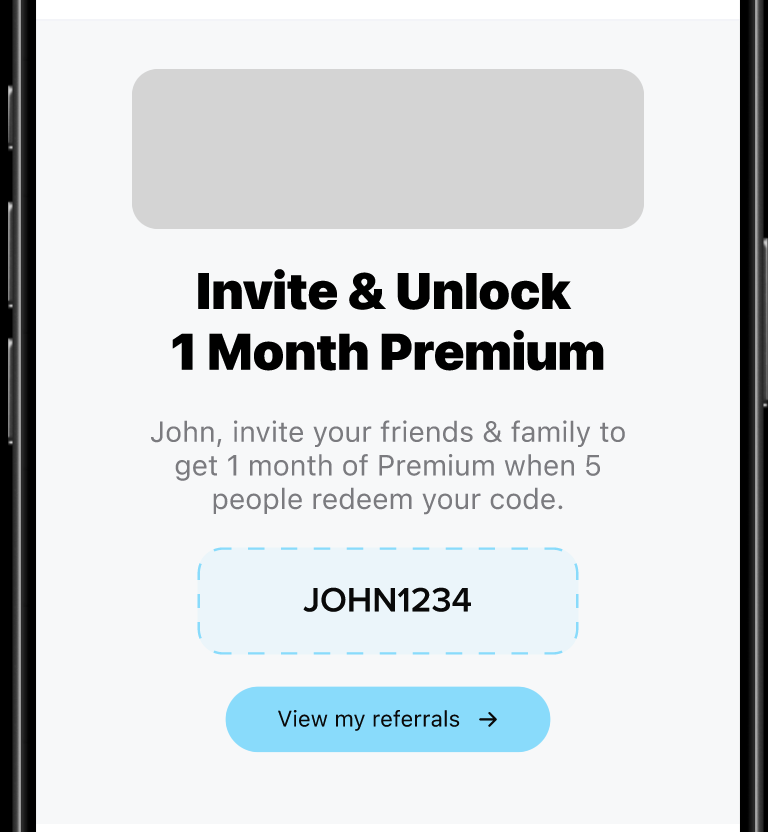 Invite & Unlock
1 Month Premium
John, invite your friends & family to
get 1 month of Premium when 5
people redeem your code.
JOHN1234
View my referrals →